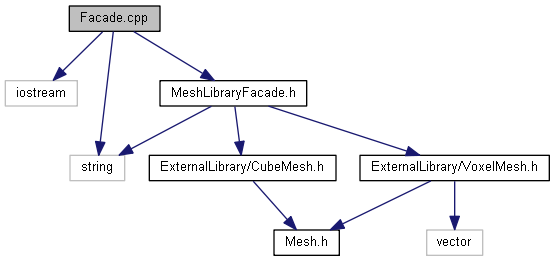 Facade.cpp
iostream
MeshLibraryFacade.h
string
ExternalLibrary/CubeMesh.h
ExternalLibrary/VoxelMesh.h
Mesh.h
vector